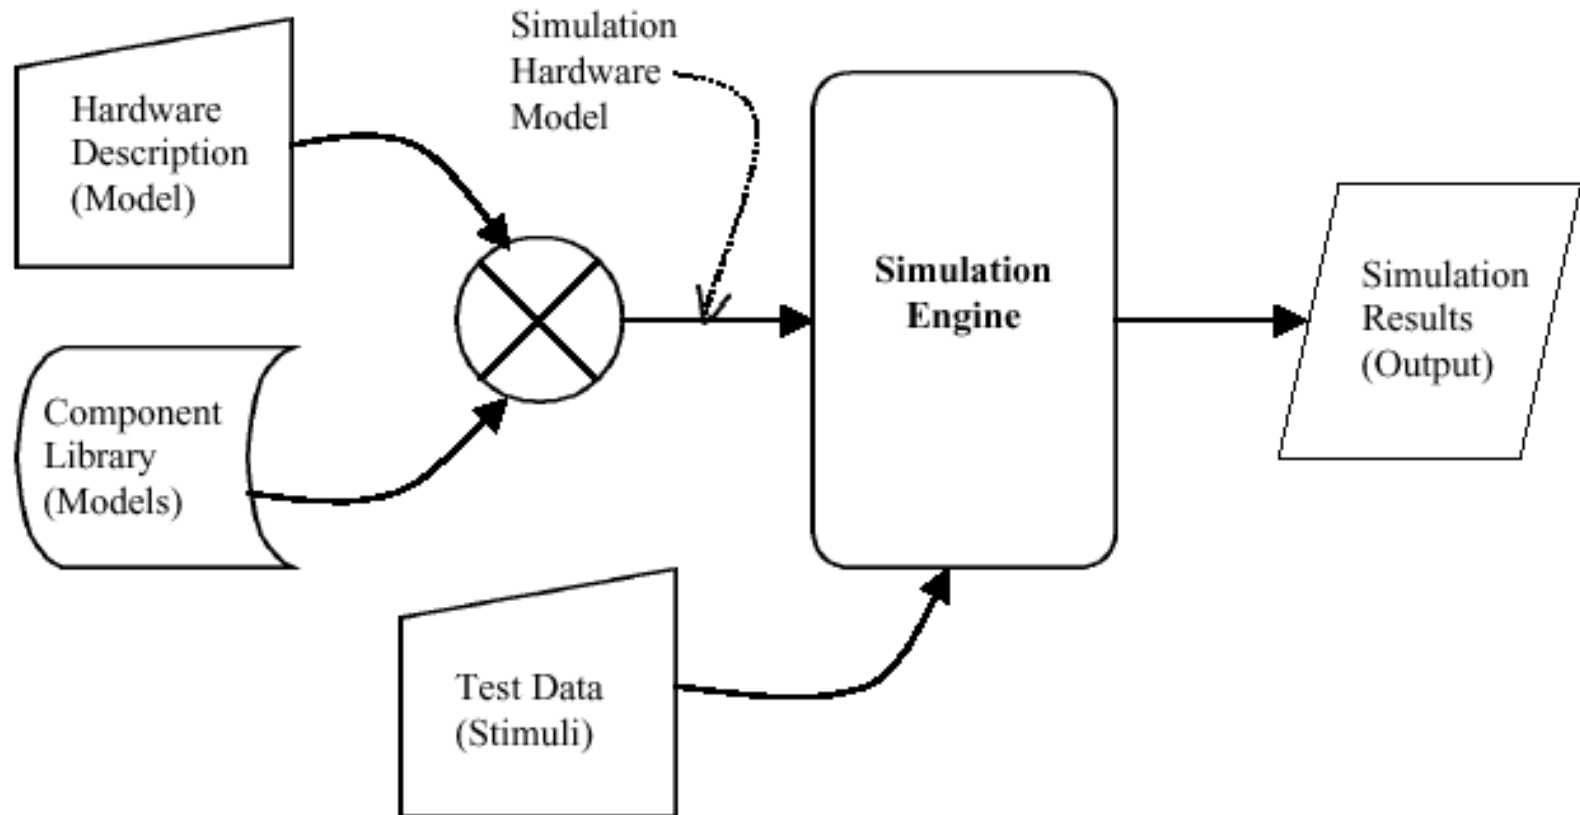 Simulation
Hardware
Model
Hardware
Description
(Model)
Simulation
Engine
Simulation
Results
(Output)
Component
Library
(Models)
Test Data
(Stimuli)